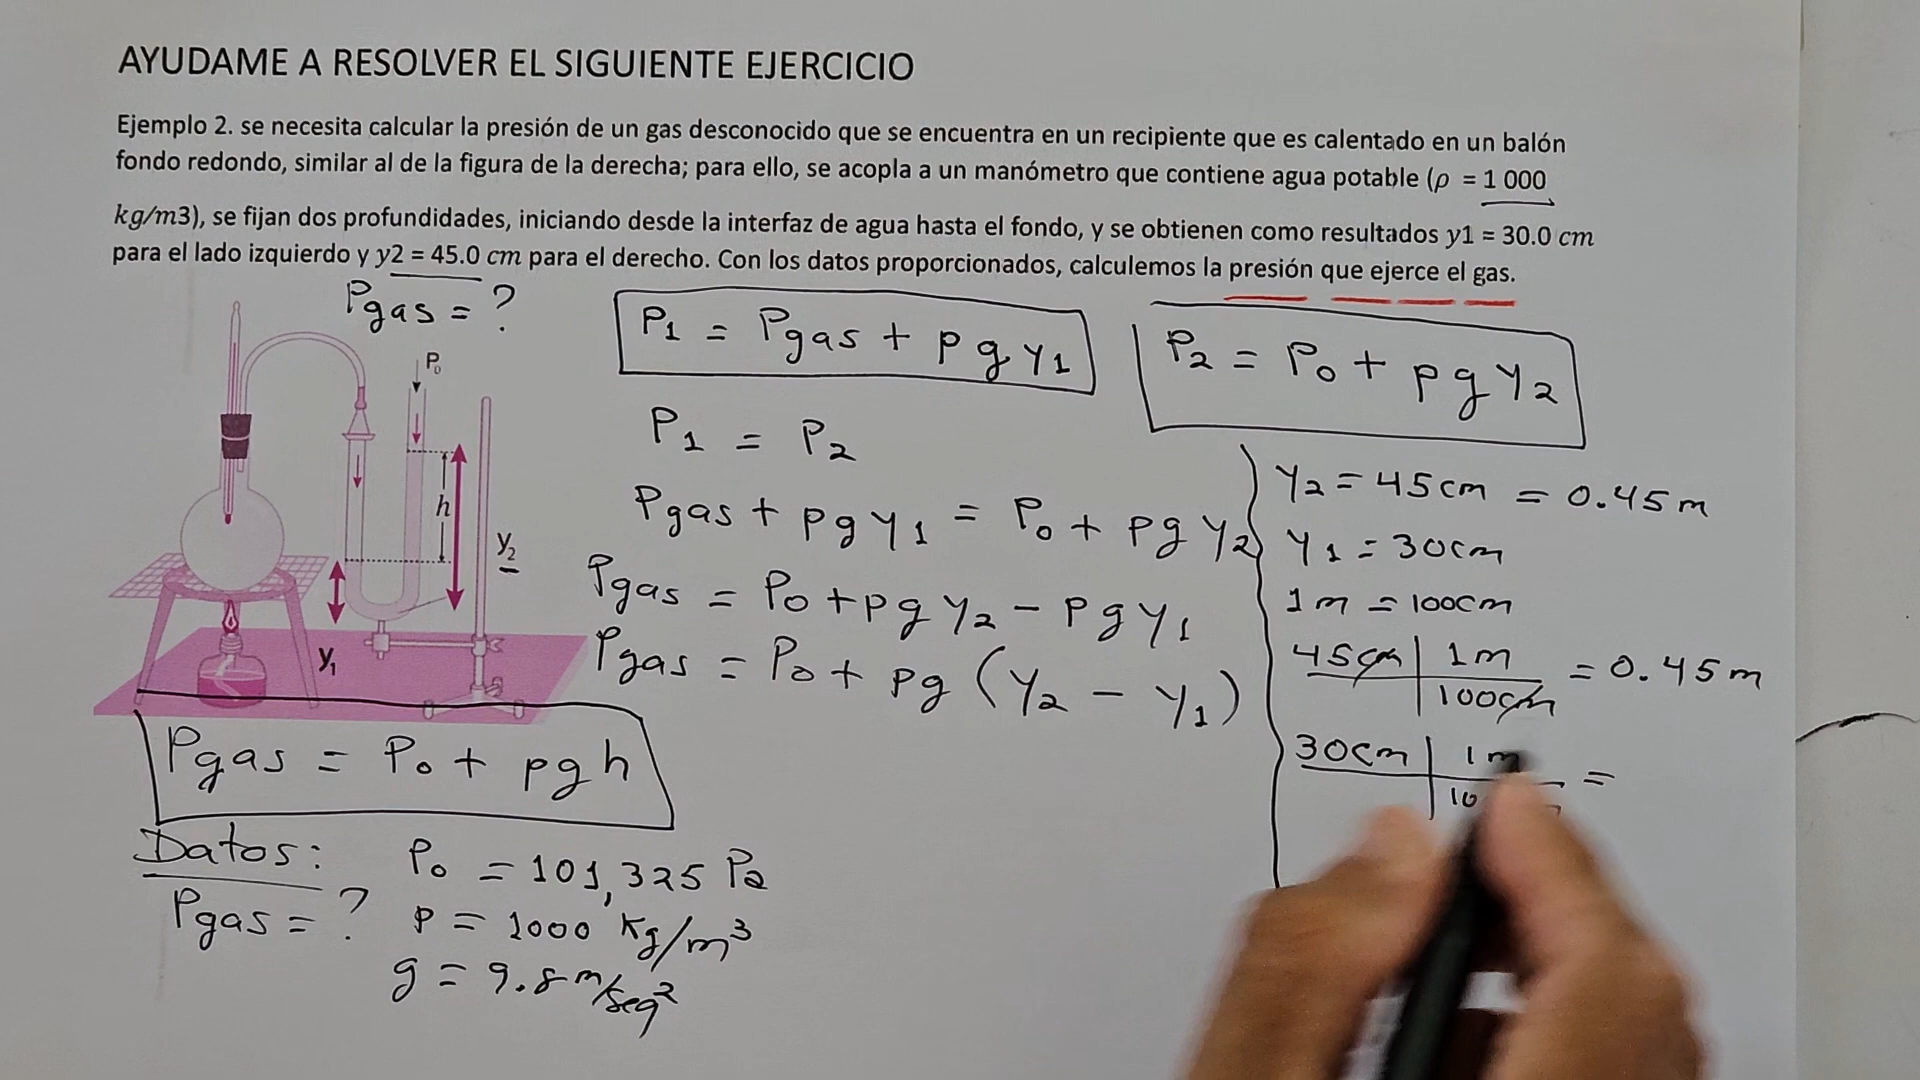 AYUDAME A RESOLVER EL SIGUIENTE EJERCICIO
Ejemplo 2. se necesita calcular la presión de un gas desconocido que se encuentra en un recipiente que es calentado en un balón
fondo redondo, similar al de la figura de la derecha; para ello, se acopla a un manómetro que contiene agua potable (ρ = 1 000
kg/m3), se fijan dos profundidades, iniciando desde la interfaz de agua hasta el fondo, y se obtienen como resultados y1 = 30.0 cm
para el lado izquierdo y y2 = 45.0 cm para el derecho. Con los datos proporcionados, calculemos la presión que ejerce el gas.
Pgas = ?
P₀
h
y₂
y₁
P₁ = Pgas + ρgy₁
P₂ = P₀ + ρgy₂
P₁ = P₂
Pgas + ρgy₁ = P₀ + ρgy₂
Pgas = P₀ + ρgy₂ − ρgy₁
Pgas = P₀ + ρg (y₂ − y₁)
Pgas = P₀ + ρgh
Datos:
Pgas = ?
P₀ = 101,325 Pa
ρ = 1000 Kg/m³
g = 9.8 m/seg²
y₂ = 45cm = 0.45m
y₁ = 30cm
1m = 100cm
45cm | 1m
100cm = 0.45m
30cm | 1m
=